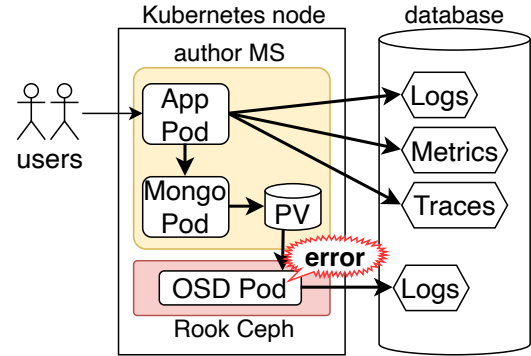 Kubernetes node
database
author MS
App
Pod
Logs
users
Metrics
Mongo
Pod
PV
Traces
error
OSD Pod
Logs
Rook Ceph